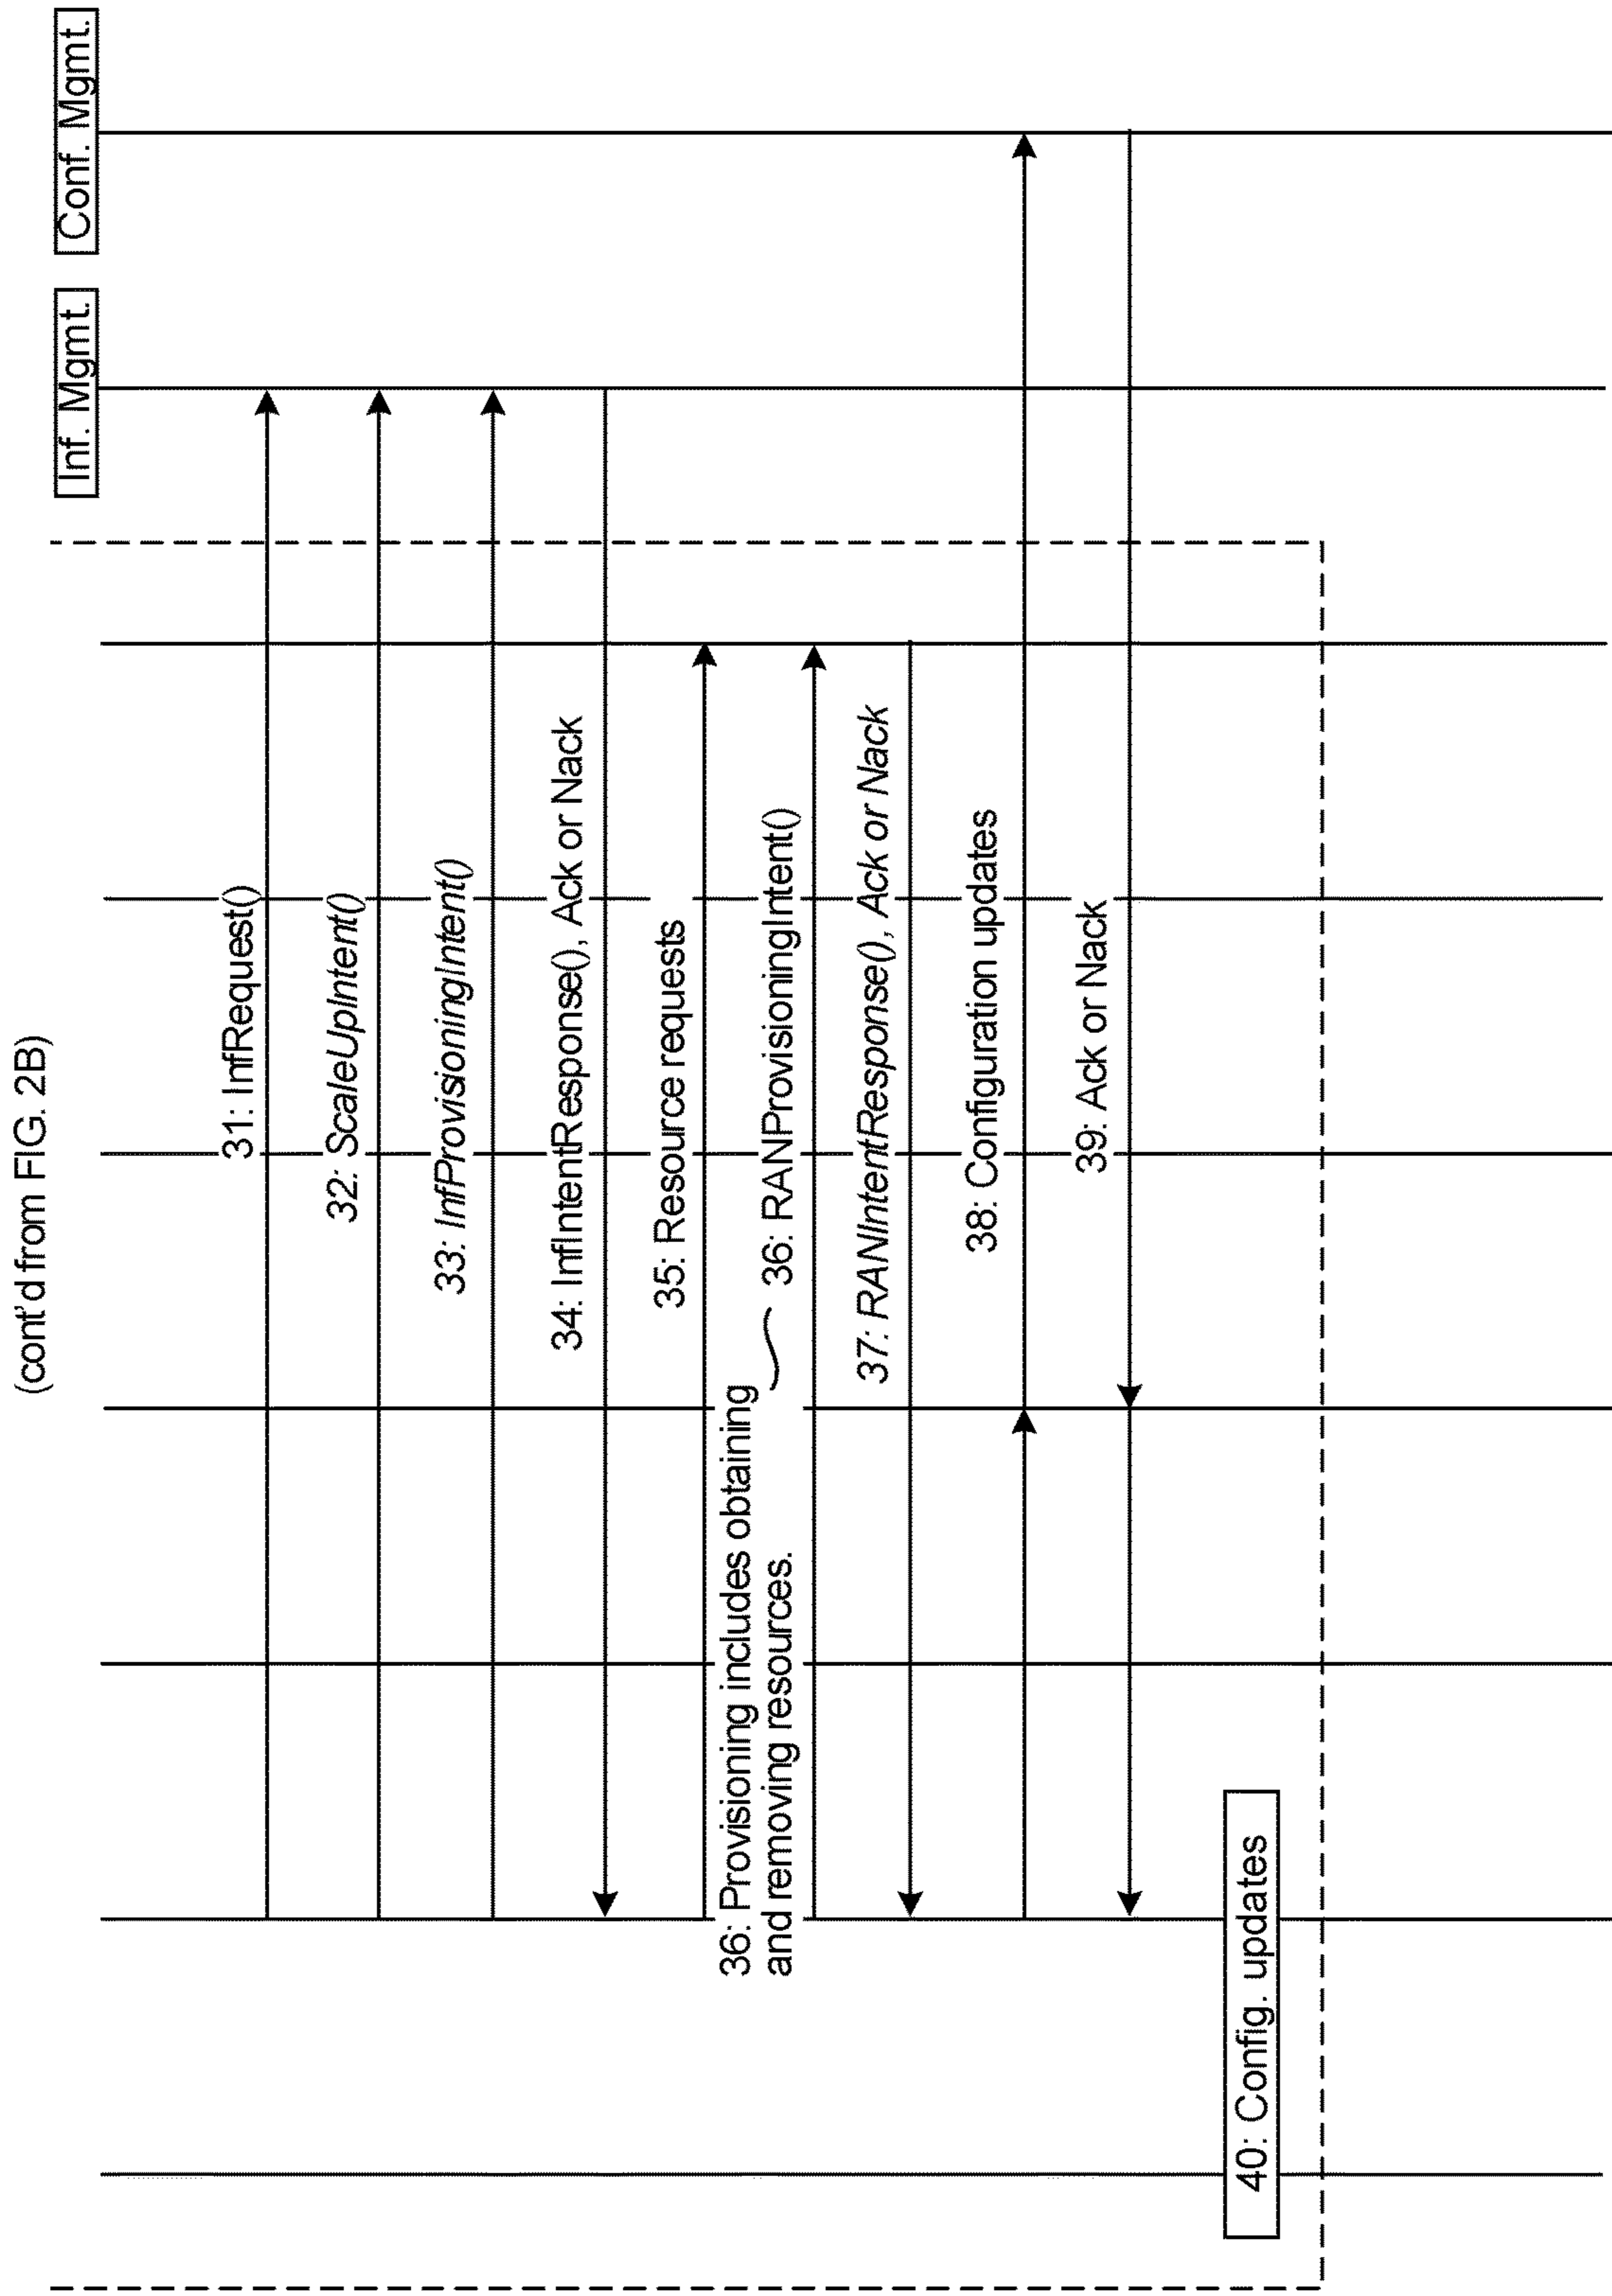 (cont'd from FIG. 2B)
Inf. Mgmt.
Conf. Mgmt.
31: InfRequest()
32: ScaleUpIntent()
33: InfProvisioningIntent()
34: InfIntentResponse(), Ack or Nack
35: Resource requests
36: Provisioning includes obtaining
and removing resources.
36: RANProvisioningIntent()
37: RANIntentResponse(), Ack or Nack
38: Configuration updates
39: Ack or Nack
40: Config. updates